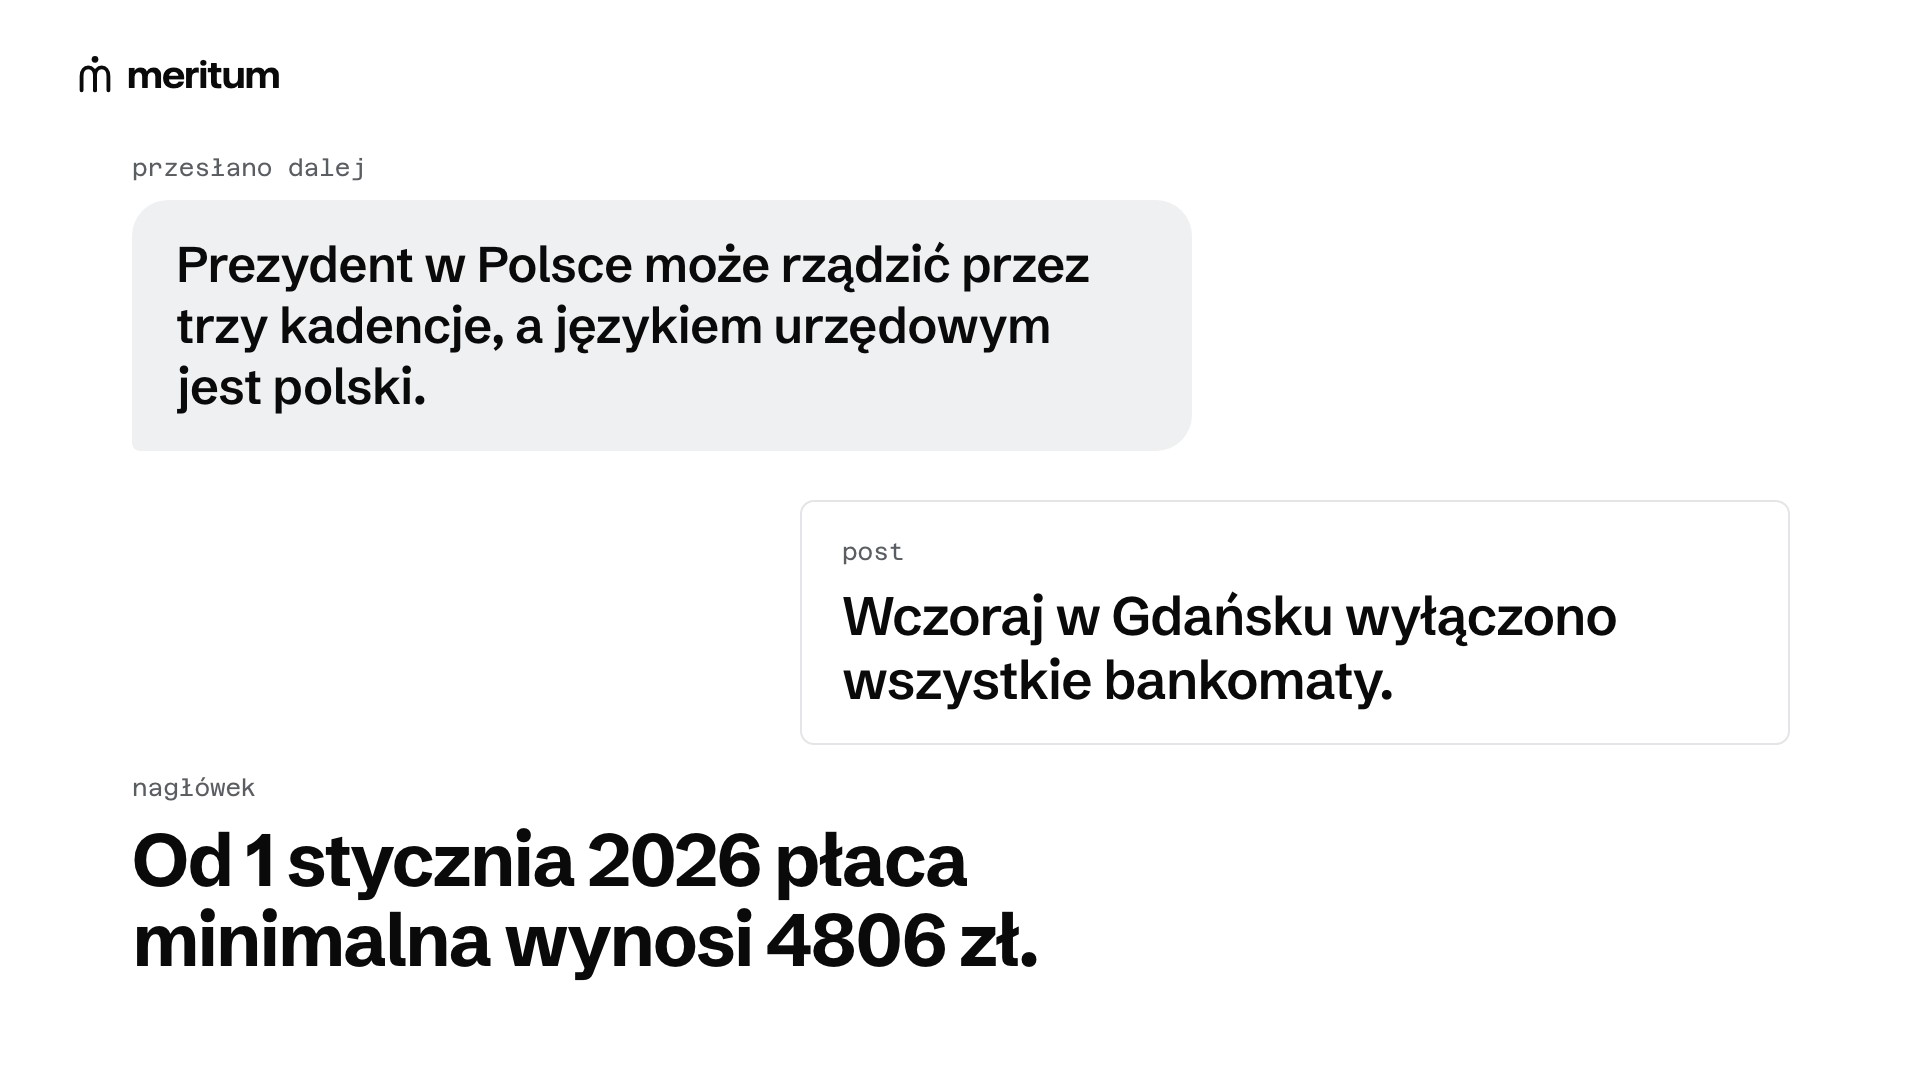 meritum
przesłano dalej
Prezydent w Polsce może rządzić przez
trzy kadencje, a językiem urzędowym
jest polski.
post
Wczoraj w Gdańsku wyłączono
wszystkie bankomaty.
nagłówek
Od 1 stycznia 2026 płaca
minimalna wynosi 4806 zł.